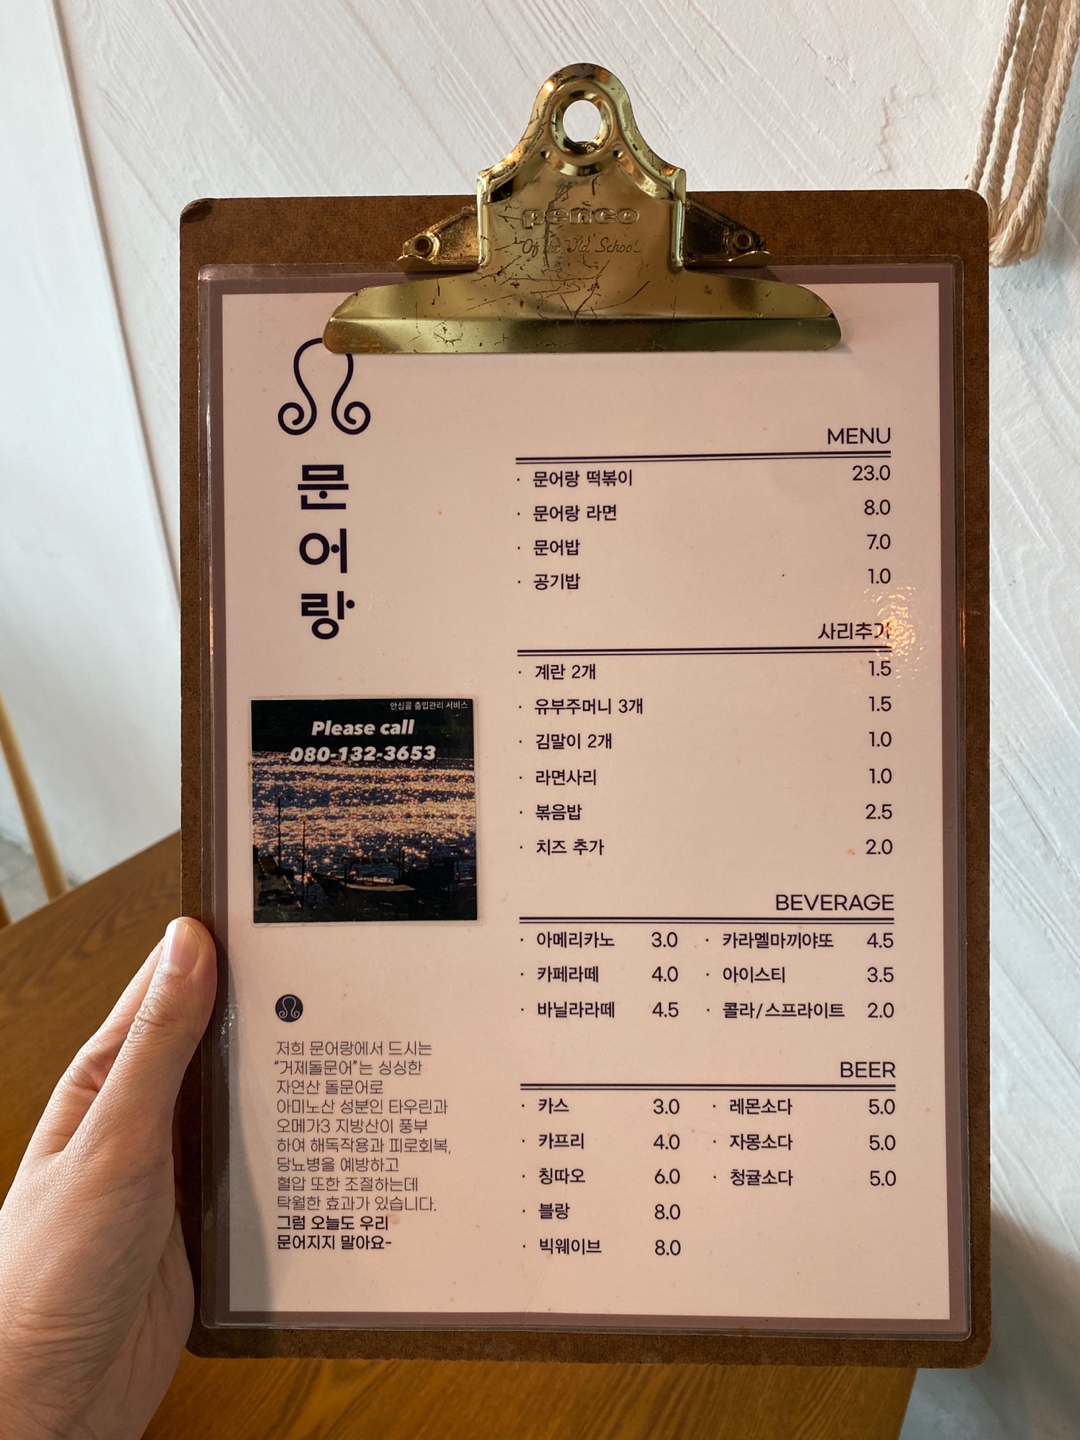 penco
Of the Old School
문
어
랑
MENU
· 문어랑 떡볶이 23.0
· 문어랑 라면 8.0
· 문어밥 7.0
· 공기밥 1.0
사리추가
· 계란 2개 1.5
· 유부주머니 3개 1.5
· 김말이 2개 1.0
· 라면사리 1.0
· 볶음밥 2.5
· 치즈 추가 2.0
안심콜 출입관리 서비스
Please call
080-132-3653
BEVERAGE
· 아메리카노 3.0 · 카라멜마끼야또 4.5
· 카페라떼 4.0 · 아이스티 3.5
· 바닐라라떼 4.5 · 콜라/스프라이트 2.0
BEER
· 카스 3.0 · 레몬소다 5.0
· 카프리 4.0 · 자몽소다 5.0
· 칭따오 6.0 · 청귤소다 5.0
· 블랑 8.0
· 빅웨이브 8.0
저희 문어랑에서 드시는
“거제돌문어”는 싱싱한
자연산 돌문어로
아미노산 성분인 타우린과
오메가3 지방산이 풍부
하여 해독작용과 피로회복,
당뇨병을 예방하고
혈압 또한 조절하는데
탁월한 효과가 있습니다.
그럼 오늘도 우리
문어지지 말아요~